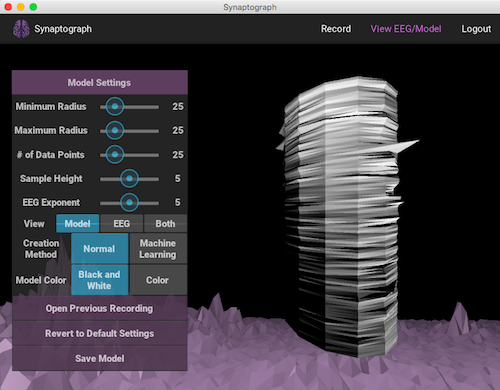 Synaptograph
Synaptograph
Record
View EEG/Model
Logout
Model Settings
Minimum Radius 25
Maximum Radius 25
# of Data Points 25
Sample Height 5
EEG Exponent 5
View Model EEG Both
Creation
Method
Normal
Machine
Learning
Model Color
Black and
White
Color
Open Previous Recording
Revert to Default Settings
Save Model